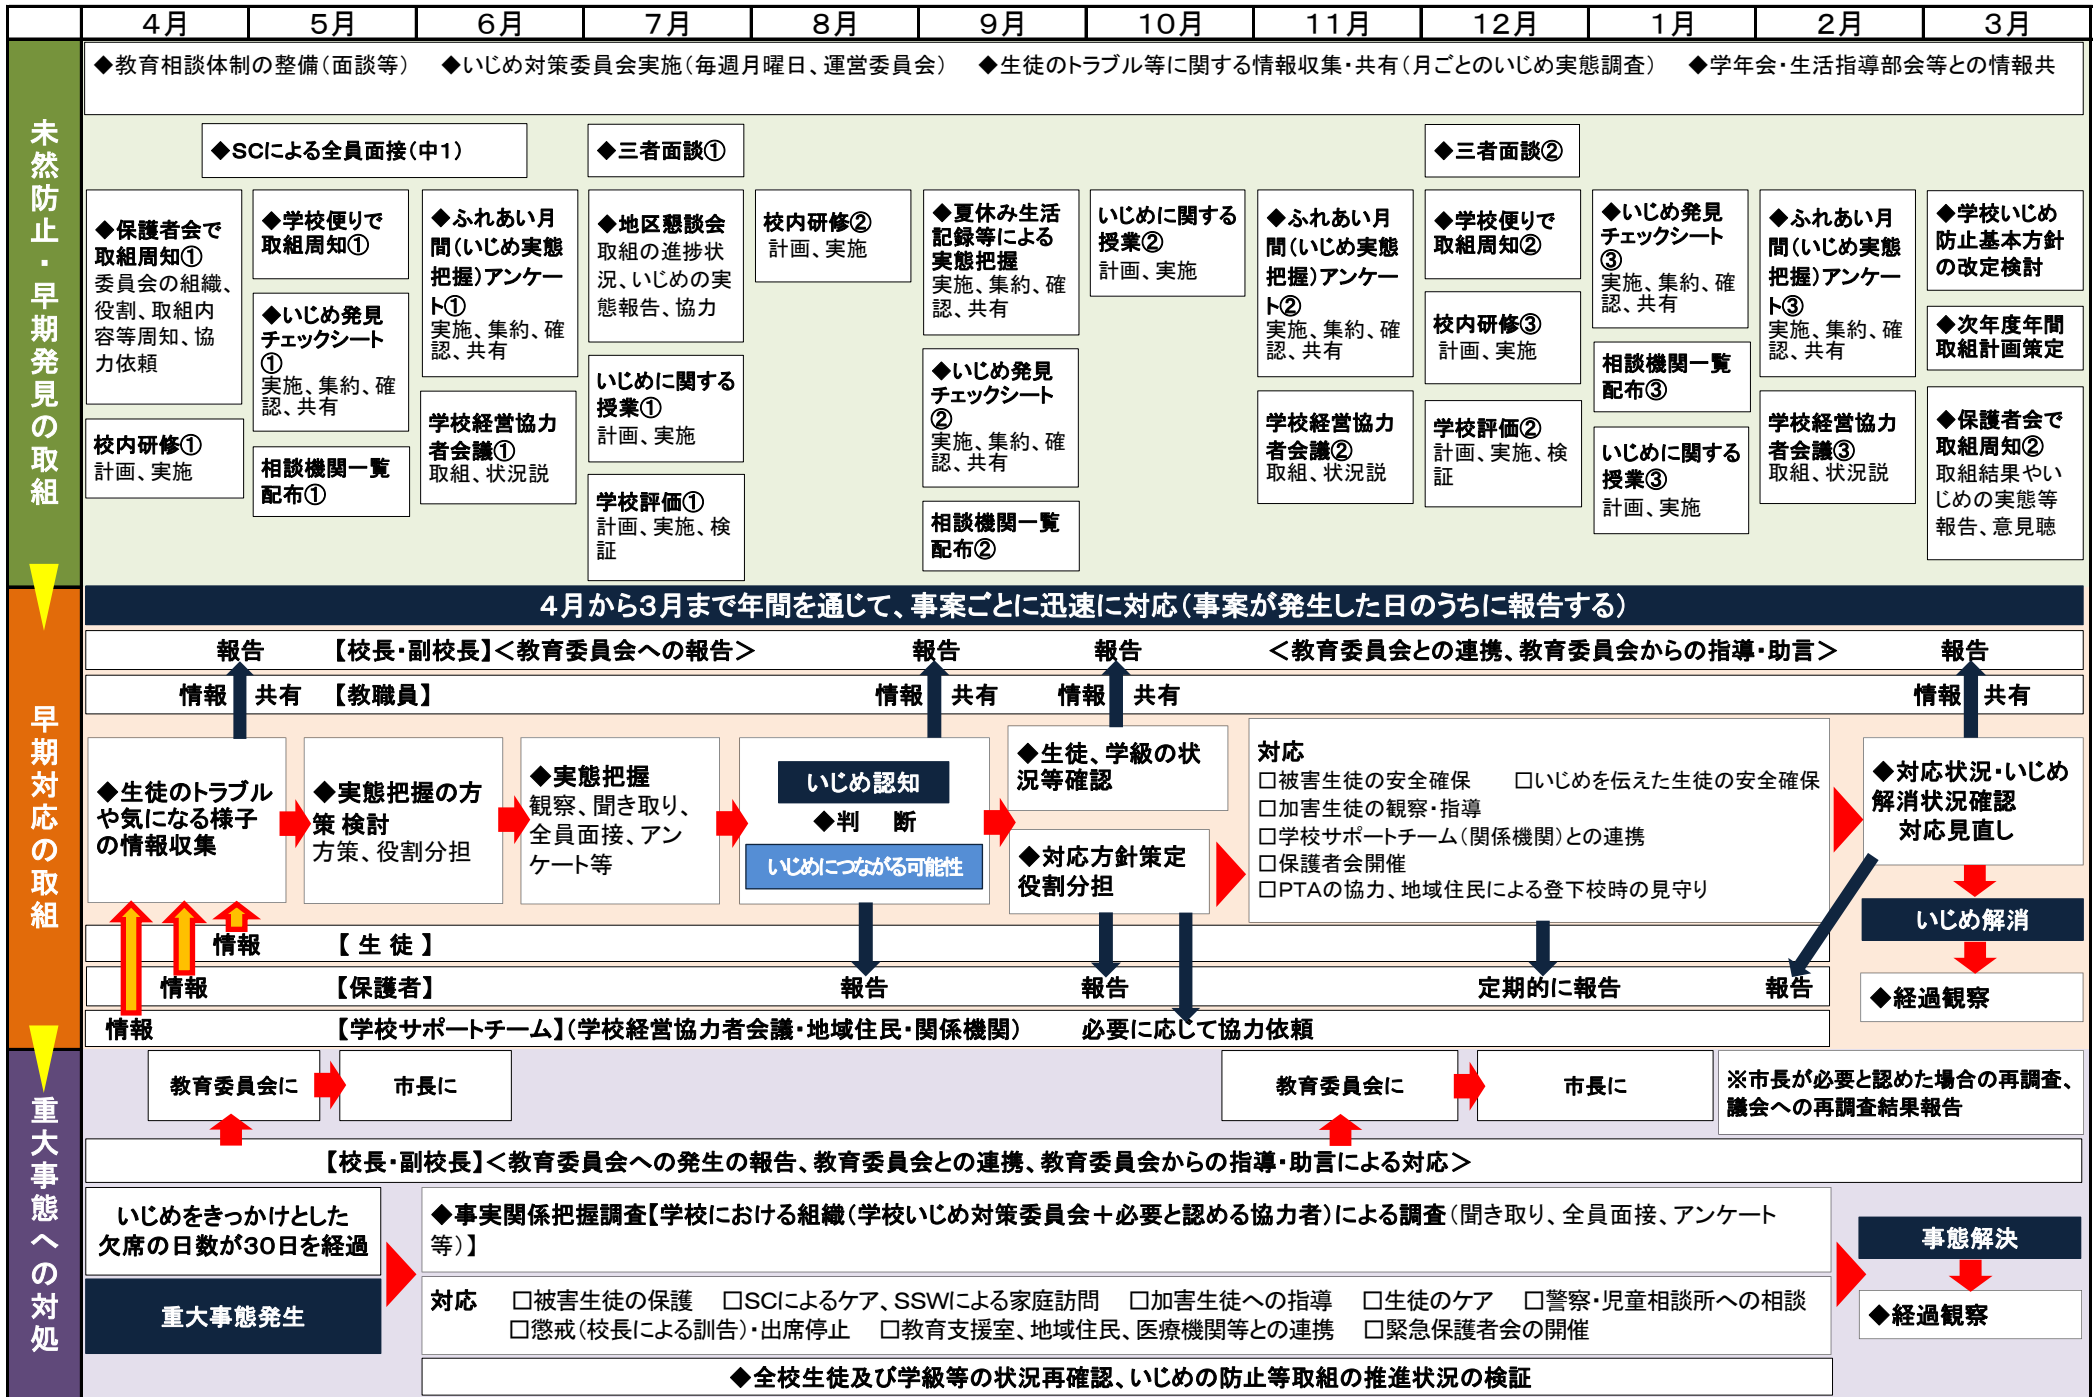 4月 5月 6月 7月 8月 9月 10月 11月 12月 1月 2月 3月
未然防止・早期発見の取組
◆教育相談体制の整備（面談等） ◆いじめ対策委員会実施（毎週月曜日、運営委員会） ◆生徒のトラブル等に関する情報収集・共有（月ごとのいじめ実態調査） ◆学年会・生活指導部会等との情報共
◆SCによる全員面接（中1）
◆三者面談①
◆三者面談②
◆保護者会で
取組周知①
委員会の組織、
役割、取組内
容等周知、協
力依頼
校内研修①
計画、実施
◆学校便りで
取組周知①
◆いじめ発見
チェックシート
①
実施、集約、確
認、共有
相談機関一覧
配布①
◆ふれあい月
間（いじめ実態
把握）アンケー
ト①
実施、集約、確
認、共有
学校経営協力
者会議①
取組、状況説
◆地区懇談会
取組の進捗状
況、いじめの実
態報告、協力
いじめに関する
授業①
計画、実施
学校評価①
計画、実施、検
証
校内研修②
計画、実施
◆夏休み生活
記録等による
実態把握
実施、集約、確
認、共有
◆いじめ発見
チェックシート
②
実施、集約、確
認、共有
相談機関一覧
配布②
いじめに関する
授業②
計画、実施
◆ふれあい月
間（いじめ実態
把握）アンケー
ト②
実施、集約、確
認、共有
学校経営協力
者会議②
取組、状況説
◆学校便りで
取組周知②
校内研修③
計画、実施
学校評価②
計画、実施、検
証
◆いじめ発見
チェックシート
③
実施、集約、確
認、共有
相談機関一覧
配布③
いじめに関する
授業③
計画、実施
◆ふれあい月
間（いじめ実態
把握）アンケー
ト③
実施、集約、確
認、共有
学校経営協力
者会議③
取組、状況説
◆学校いじめ
防止基本方針
の改定検討
◆次年度年間
取組計画策定
◆保護者会で
取組周知②
取組結果やい
じめの実態等
報告、意見聴
早期対応の取組
4月から3月まで年間を通じて、事案ごとに迅速に対応（事案が発生した日のうちに報告する）
報告 【校長・副校長】＜教育委員会への報告＞ 報告 報告 ＜教育委員会との連携、教育委員会からの指導・助言＞ 報告
情報 共有 【教職員】 情報 共有 情報 共有 情報 共有
◆生徒のトラブル
や気になる様子
の情報収集
◆実態把握の方
策 検討
方策、役割分担
◆実態把握
観察、聞き取り、
全員面接、アン
ケート等
いじめ認知
◆判 断
いじめにつながる可能性
◆生徒、学級の状
況等確認
◆対応方針策定
役割分担
対応
□被害生徒の安全確保 □いじめを伝えた生徒の安全確保
□加害生徒の観察・指導
□学校サポートチーム（関係機関）との連携
□保護者会開催
□PTAの協力、地域住民による登下校時の見守り
◆対応状況・いじめ
解消状況確認
対応見直し
いじめ解消
◆経過観察
情報 【 生 徒 】
情報 【保護者】 報告 報告 定期的に報告 報告
情報 【学校サポートチーム】（学校経営協力者会議・地域住民・関係機関） 必要に応じて協力依頼
重大事態への対処
教育委員会に 市長に 教育委員会に 市長に
※市長が必要と認めた場合の再調査、
議会への再調査結果報告
【校長・副校長】＜教育委員会への発生の報告、教育委員会との連携、教育委員会からの指導・助言による対応＞
いじめをきっかけとした
欠席の日数が30日を経過
重大事態発生
◆事実関係把握調査【学校における組織（学校いじめ対策委員会＋必要と認める協力者）による調査（聞き取り、全員面接、アンケート
等）】
対応 □被害生徒の保護 □SCによるケア、SSWによる家庭訪問 □加害生徒への指導 □生徒のケア □警察・児童相談所への相談
□懲戒（校長による訓告）・出席停止 □教育支援室、地域住民、医療機関等との連携 □緊急保護者会の開催
◆全校生徒及び学級等の状況再確認、いじめの防止等取組の推進状況の検証
事態解決
◆経過観察